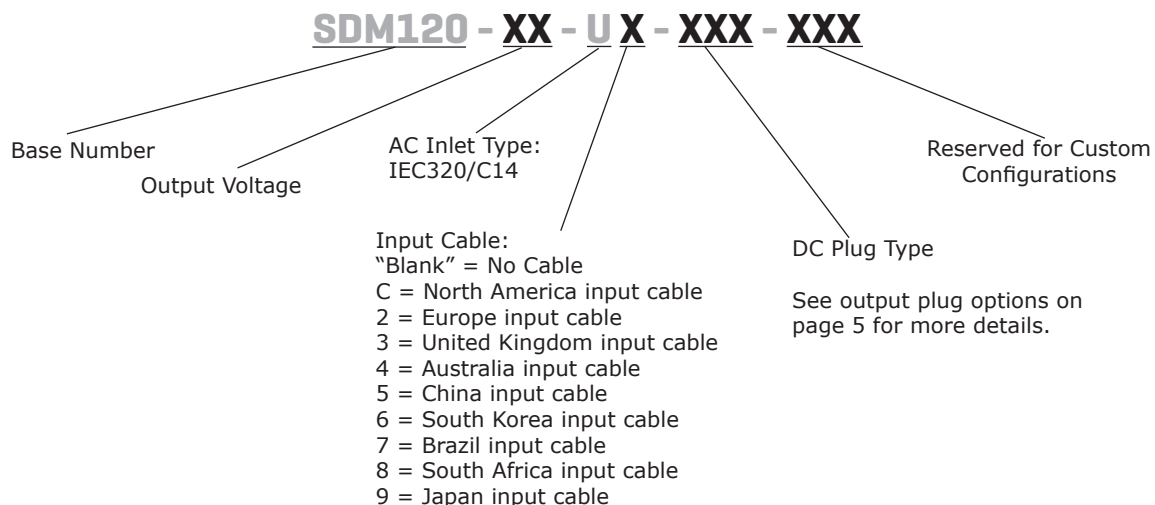 SDM120 - XX - U X - XXX - XXX
Base Number
Output Voltage
AC Inlet Type:
IEC320/C14
Input Cable:
“Blank” = No Cable
C = North America input cable
2 = Europe input cable
3 = United Kingdom input cable
4 = Australia input cable
5 = China input cable
6 = South Korea input cable
7 = Brazil input cable
8 = South Africa input cable
9 = Japan input cable
DC Plug Type
See output plug options on
page 5 for more details.
Reserved for Custom
Configurations